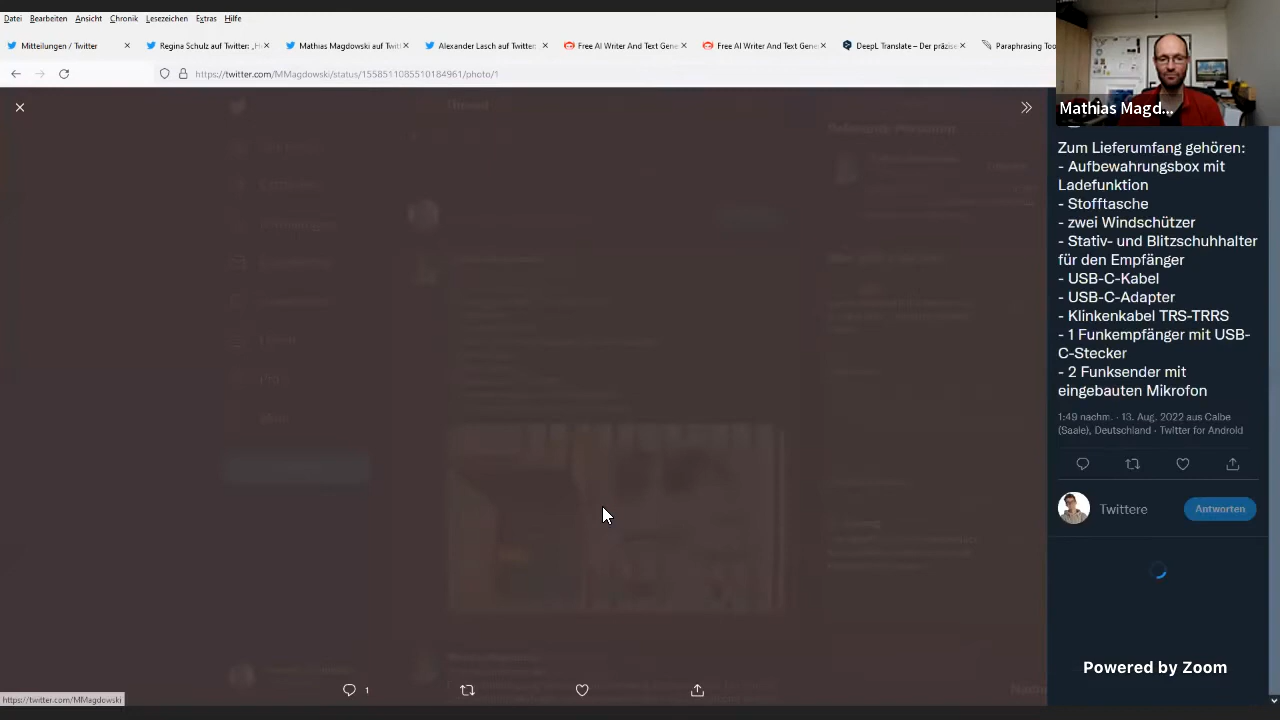 Datei Bearbeiten Ansicht Chronik Lesezeichen Extras Hilfe
Mitteilungen / Twitter
Regina Schulz auf Twitter: „H
Mathias Magdowski auf Twit
Alexander Lasch auf Twitter:
Free AI Writer And Text Gene
Free AI Writer And Text Gene
DeepL Translate – Der präzise
Paraphrasing Too
https://twitter.com/MMagdowski/status/1558511085510184961/photo/1
Mathias Magd...
Zum Lieferumfang gehören:
- Aufbewahrungsbox mit
Ladefunktion
- Stofftasche
- zwei Windschützer
- Stativ- und Blitzschuhhalter
für den Empfänger
- USB-C-Kabel
- USB-C-Adapter
- Klinkenkabel TRS-TRRS
- 1 Funkempfänger mit USB-
C-Stecker
- 2 Funksender mit
eingebauten Mikrofon
1:49 nachm. · 13. Aug. 2022 aus Calbe
(Saale), Deutschland · Twitter for Android
Twittere
Antworten
Powered by Zoom
1
https://twitter.com/MMagdowski